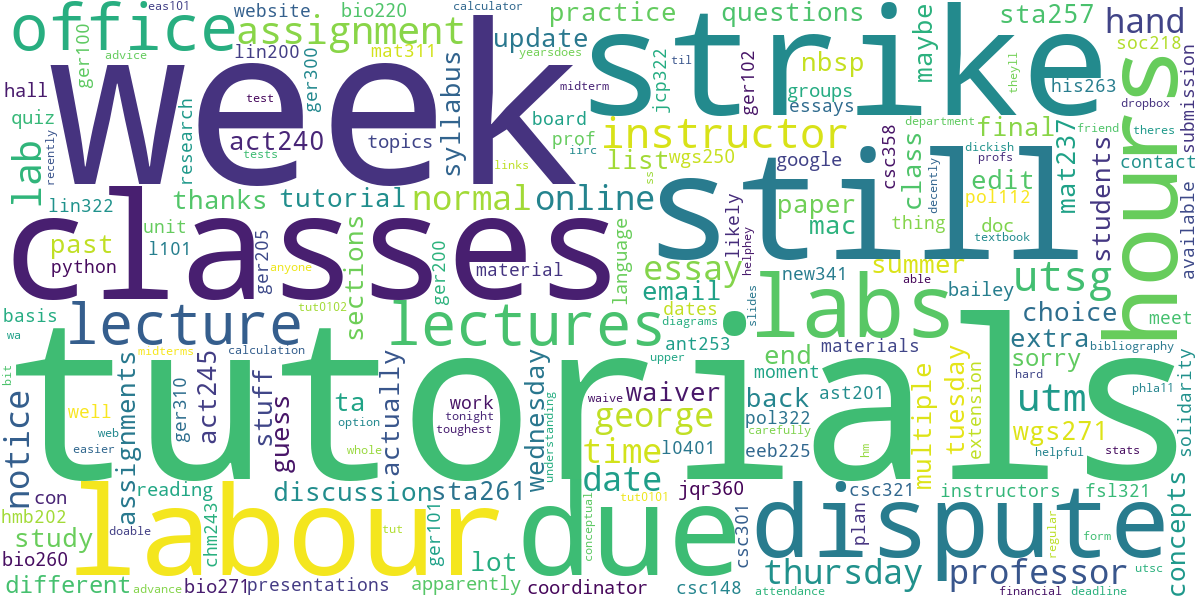 eas101
website
bio220
calculator
office
assignment
advice
ger100
lin200
ger300
mat311
update
practice
questions
sta257
hand
soc218
yearsdoes
til
theyll
maybe
hall
week
strike
hours
test
midterm
nbsp
jcp322
ger102
groups
essays
his263
dropbox
submission
quiz
recently
research
act240
topics
syllabus
board
prof
iirc
instructor
department
friend
final
theres
lab
tests
links
list
wgs250
google
csc358
class
dickish
profs
edit
mat237
students
contact
available
lin322
thanks
tutorial
normal
online
ss
still
paper
mac
decently
pol112
thing
doc
textbook
past
unit
l101
python
classes
ger205
anyone
tut0102
sections
ger200
material
language
essay
email
slides
likely
helphey
new341
summer
able
bailey
utsg
meet
basis
wa
lecture
lectures
dates
diagrams
labs
ant253
choice
extra
bibliography
midterms
calculation
upper
end
moment
materials
sorry
hard
bit
tutorials
well
web
easier
notice
assignments
ger310
act245
stuff
guess
ta
option
whole
actually
work
tonight
toughest
wednesday
understanding
waive
waiver
george
time
l0401
back
pol322
carefully
eeb225
ast201
hm
multiple
tuesday
extension
utm
wgs271
helpful
phla11
stats
solidarity
con
reading
discussion
sta261
date
tut0101
jqr360
csc321
instructors
fsl321
concepts
hmb202
doable
study
bio260
labour
chm243
tut
ger101
lot
due
conceptual
csc301
dispute
plan
regular
form
utsc
different
advance
bio271
presentations
apparently
coordinator
csc148
thursday
attendance
professor
financial
deadline